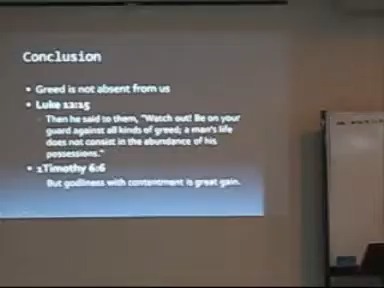 Conclusion
Greed is not absent from us
Luke 12:15
Then he said to them, "Watch out! Be on your
guard against all kinds of greed; a man's life
does not consist in the abundance of his
possessions."
1Timothy 6:6
But godliness with contentment is great gain.